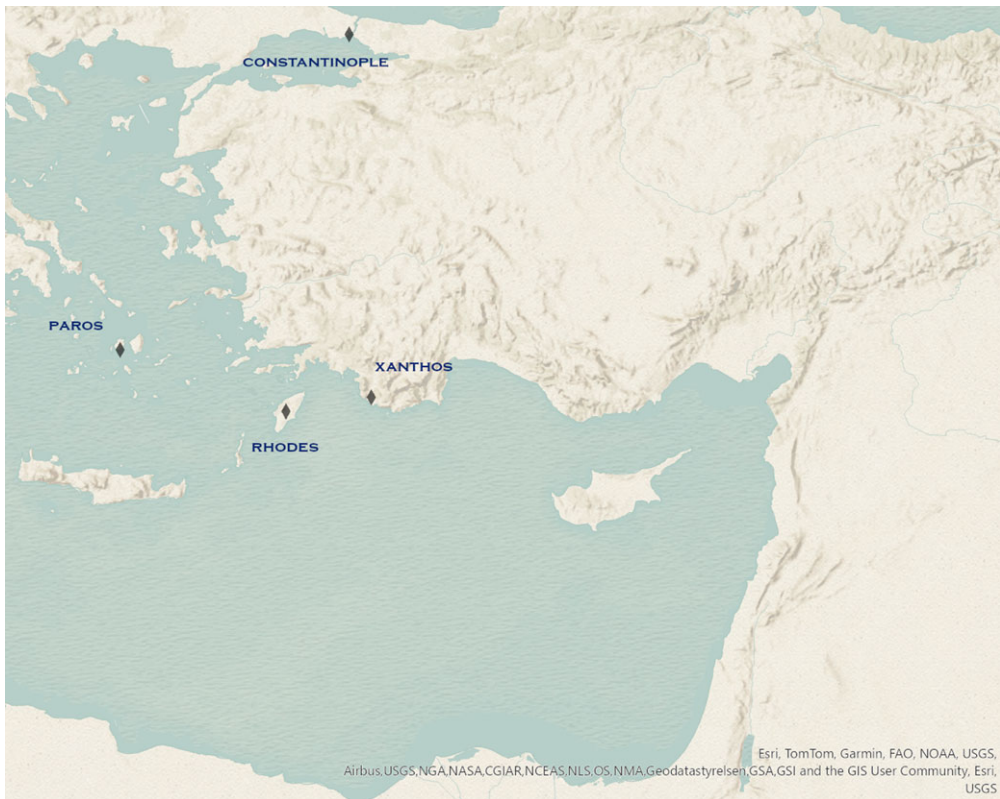 CONSTANTINOPLE
PAROS
XANTHOS
RHODES
Esri, TomTom, Garmin, FAO, NOAA, USGS,
Airbus,USGS,NGA,NASA,CGIAR,NCEAS,NLS,OS,NMA,Geodatastyrelsen,GSA,GSI and the GIS User Community, Esri,
USGS